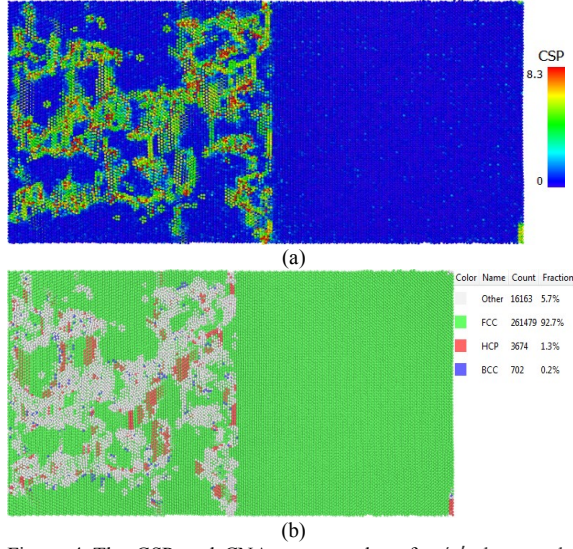 CSP
8.3
0
(a)
Color Name Count Fraction
Other 16163 5.7%
FCC 261479 92.7%
HCP 3674 1.3%
BCC 702 0.2%
(b)